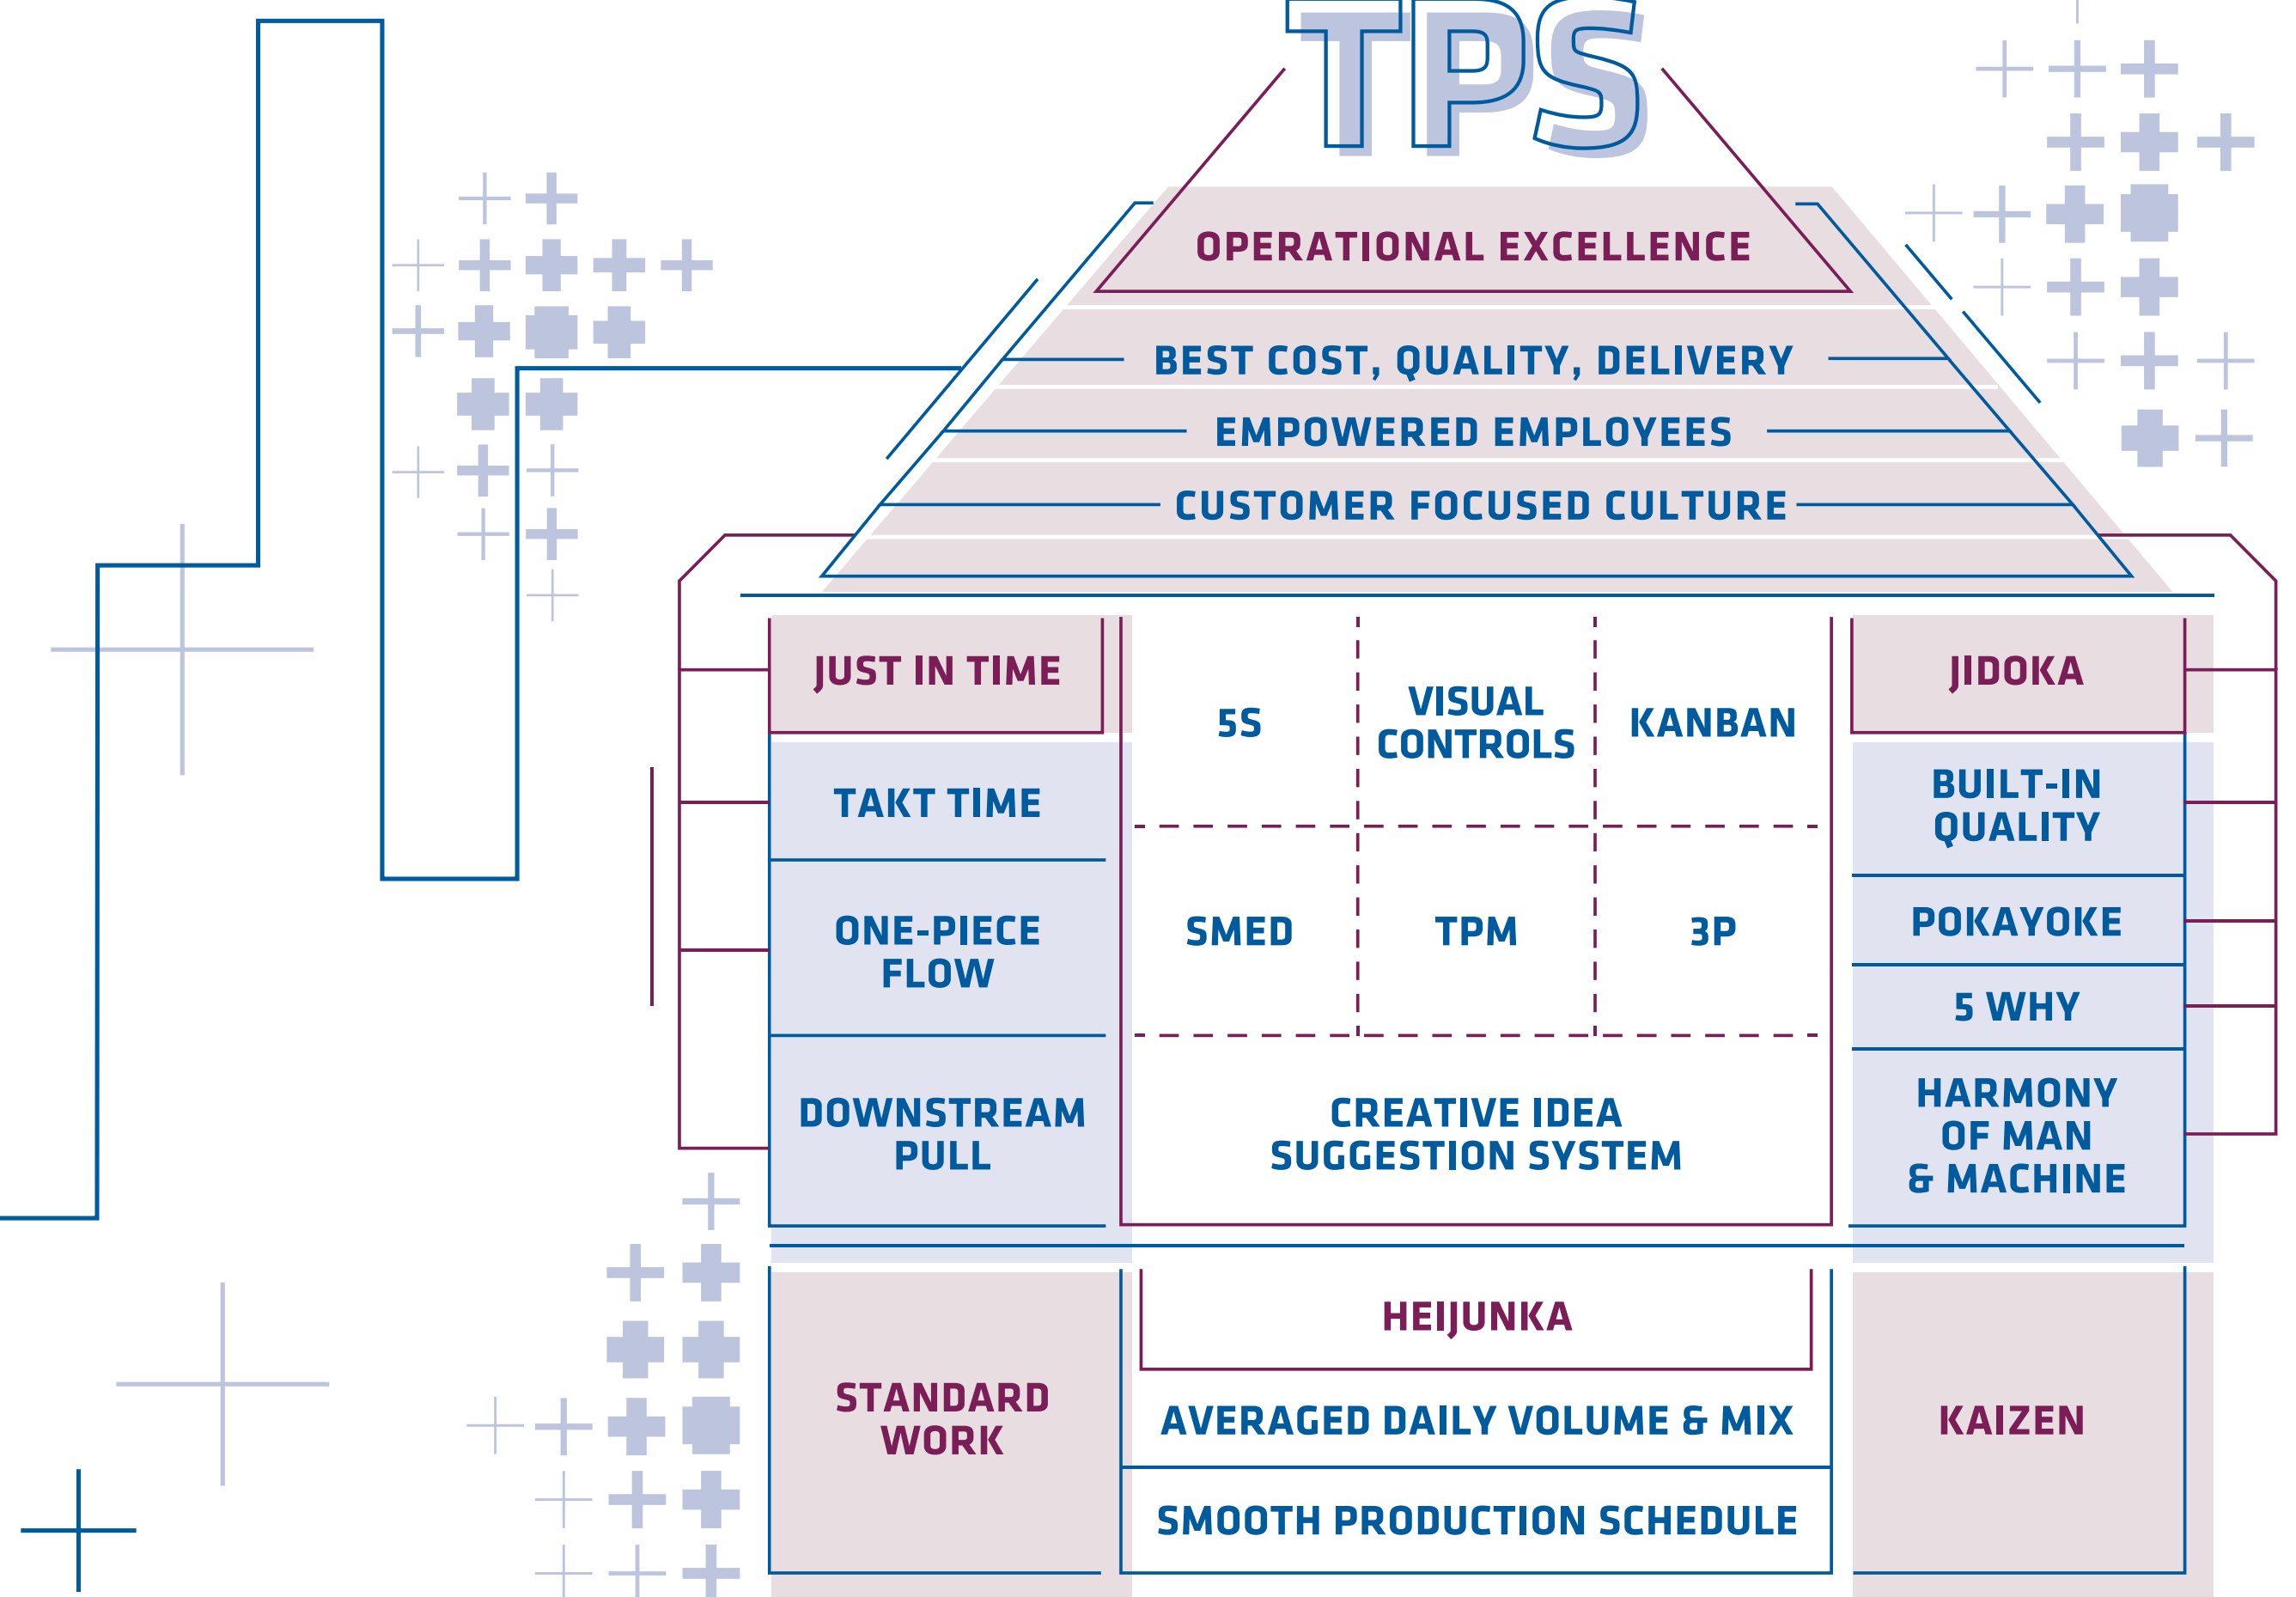 TPS
OPERATIONAL EXCELLENCE
BEST COST, QUALITY, DELIVERY
EMPOWERED EMPLOYEES
CUSTOMER FOCUSED CULTURE
JUST IN TIME
TAKT TIME
ONE-PIECE
FLOW
DOWNSTREAM
PULL
5S
VISUAL
CONTROLS
KANBAN
SMED
TPM
3P
CREATIVE IDEA
SUGGESTION SYSTEM
JIDOKA
BUILT-IN
QUALITY
POKAYOKE
5 WHY
HARMONY
OF MAN
& MACHINE
STANDARD
WORK
HEIJUNKA
AVERAGED DAILY VOLUME & MIX
SMOOTH PRODUCTION SCHEDULE
KAIZEN